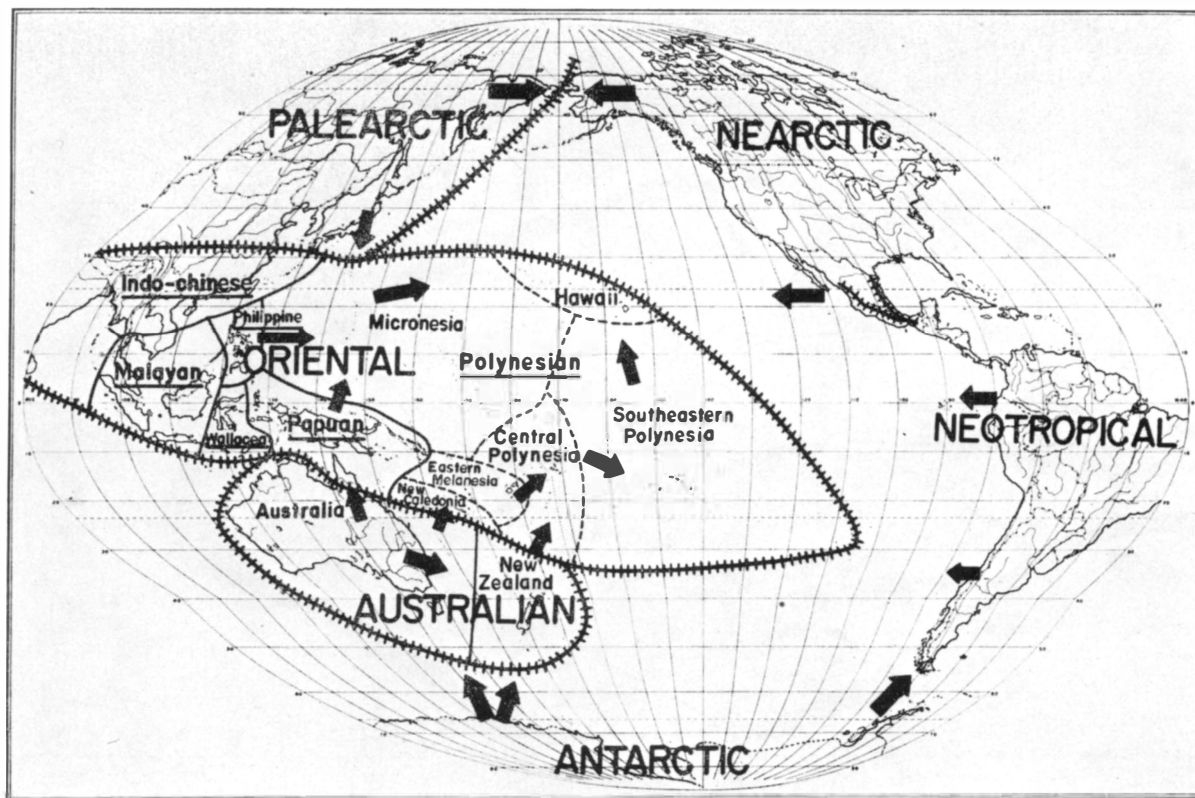 PALEARCTIC
NEARCTIC
Indo-chinese
Hawaii
Philippine
Micronesia
Malayan
ORIENTAL
Polynesian
Papuan
Southeastern
Polynesia
NEOTROPICAL
Wallacea
Central
Polynesia
Eastern
Melanesia
New
Caledonia
Australia
New
Zealand
AUSTRALIAN
ANTARCTIC